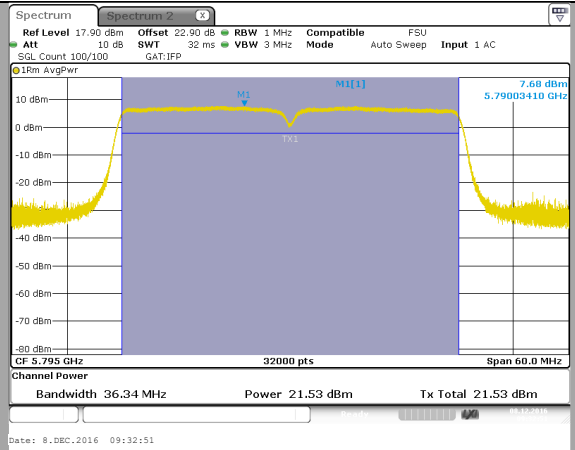 Spectrum Spectrum 2 X
Ref Level 17.90 dBm Offset 22.90 dB RBW 1 MHz Compatible FSU
Att 10 dB SWT 32 ms VBW 3 MHz Mode Auto Sweep Input 1 AC
SGL Count 100/100 GAT:IFP
1Rm AvgPwr
M1[1] 7.68 dBm
5.79003410 GHz
M1
10 dBm
0 dBm
TX1
-10 dBm
-20 dBm
-40 dBm
-50 dBm
-60 dBm
-70 dBm
-80 dBm
CF 5.795 GHz 32000 pts Span 60.0 MHz
Channel Power
Bandwidth 36.34 MHz Power 21.53 dBm Tx Total 21.53 dBm
Ready 08.12.2016
Date: 8.DEC.2016 09:32:51